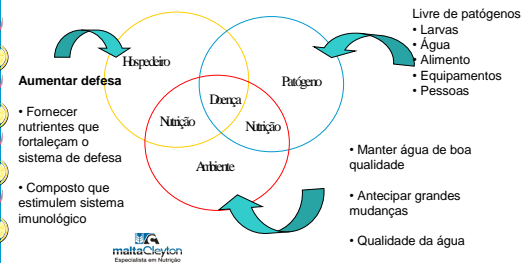 Hospedeiro
Patógeno
Doença
Nutrição
Nutrição
Ambiente
Aumentar defesa
• Fornecer
nutrientes que
fortaleçam o
sistema de defesa
• Composto que
estimulem sistema
imunológico
Livre de patógenos
• Larvas
• Água
• Alimento
• Equipamentos
• Pessoas
• Manter água de boa
qualidade
• Antecipar grandes
mudanças
• Qualidade da água
maltaCleyton
Especialista em Nutrição